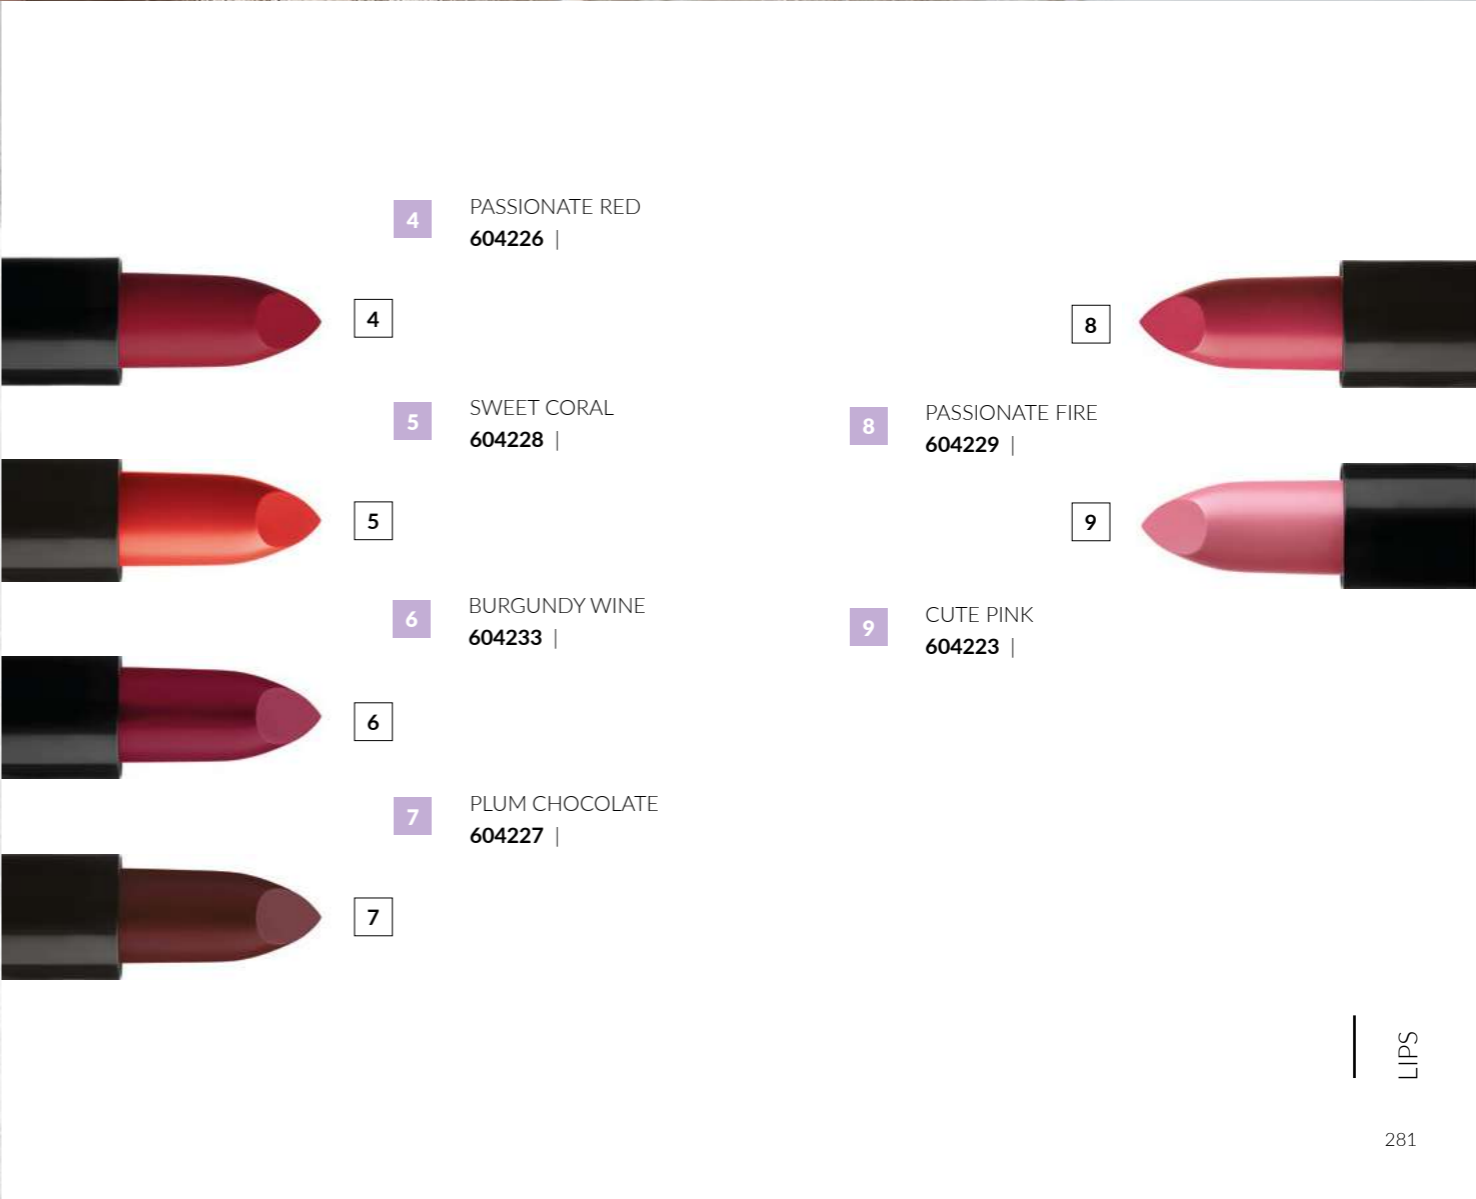 4
PASSIONATE RED
604226 |
4
5
SWEET CORAL
604228 |
5
6
BURGUNDY WINE
604233 |
6
7
PLUM CHOCOLATE
604227 |
7
8
8
PASSIONATE FIRE
604229 |
9
9
CUTE PINK
604223 |
LIPS
281